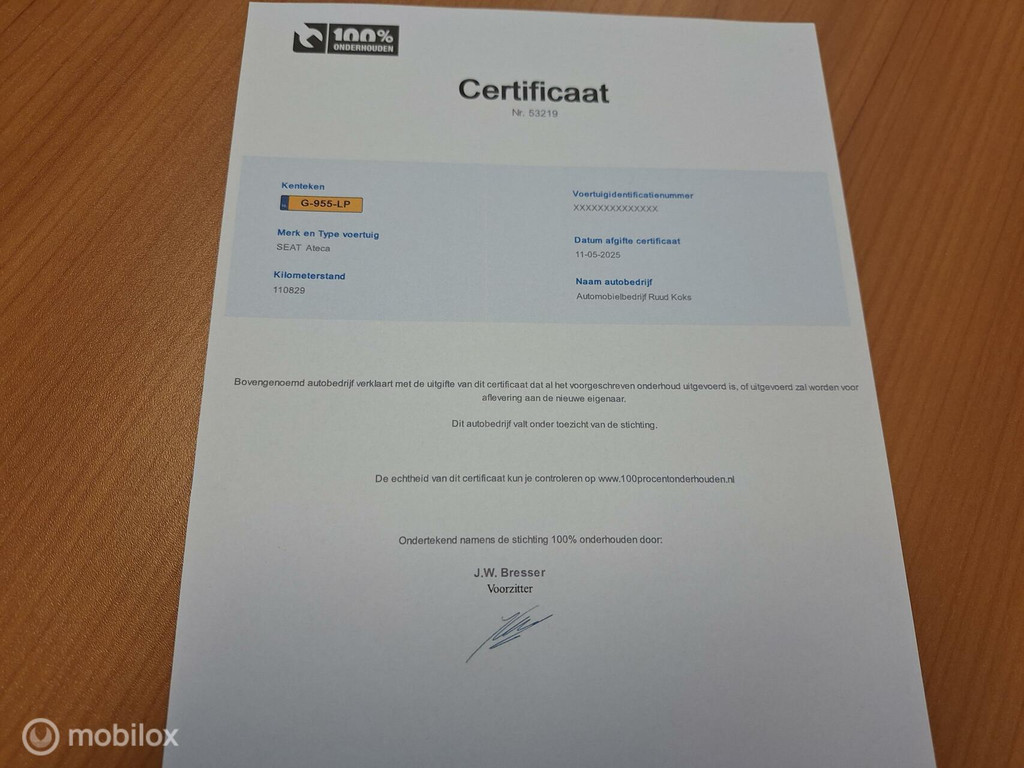 100%
ONDERHOUDEN
Certificaat
Nr. 53219
Kenteken
G-955-LP
Merk en Type voertuig
SEAT Ateca
Kilometerstand
110829
Voertuigidentificatienummer
XXXXXXXXXXXXXX
Datum afgifte certificaat
11-05-2025
Naam autobedrijf
Automobielbedrijf Ruud Koks
Bovengenoemd autobedrijf verklaart met de uitgifte van dit certificaat dat al het voorgeschreven onderhoud uitgevoerd is, of uitgevoerd zal worden voor
aflevering aan de nieuwe eigenaar.
Dit autobedrijf valt onder toezicht van de stichting.
De echtheid van dit certificaat kun je controleren op www.100procentonderhouden.nl
Ondertekend namens de stichting 100% onderhouden door:
J.W. Bresser
Voorzitter
mobilox